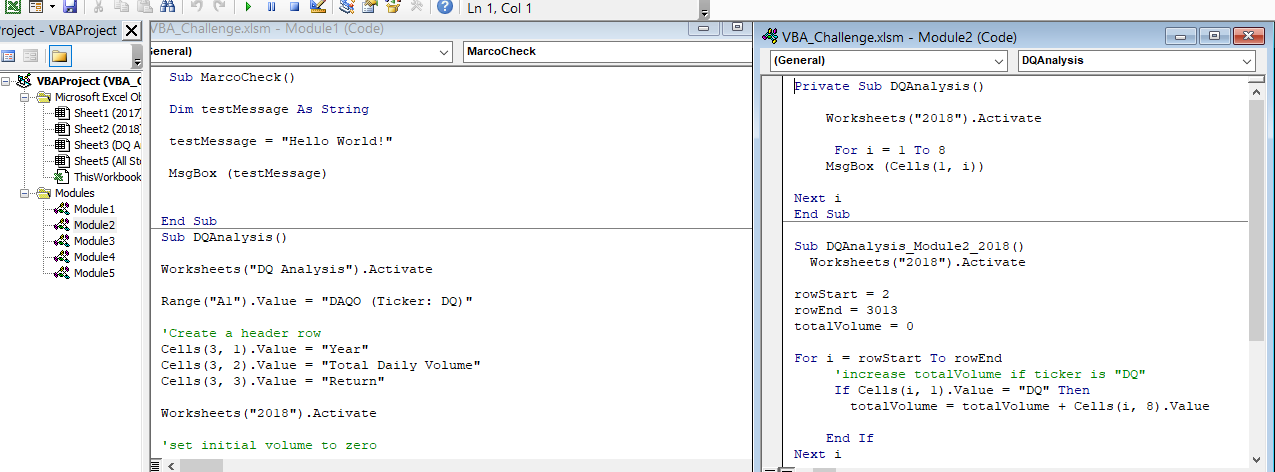 Ln 1, Col 1
Project - VBAProject
VBAProject (VBA_C
Microsoft Excel Ob
Sheet1 (2017)
Sheet2 (2018)
Sheet3 (DQ A
Sheet5 (All St
ThisWorkbook
Modules
Module1
Module2
Module3
Module4
Module5
VBA_Challenge.xlsm - Module1 (Code)
General)
MarcoCheck
Sub MarcoCheck()
Dim testMessage As String
testMessage = "Hello World!"
MsgBox (testMessage)
End Sub
Sub DQAnalysis()
Worksheets("DQ Analysis").Activate
Range("A1").Value = "DAQO (Ticker: DQ)"
'Create a header row
Cells(3, 1).Value = "Year"
Cells(3, 2).Value = "Total Daily Volume"
Cells(3, 3).Value = "Return"
Worksheets("2018").Activate
'set initial volume to zero
VBA_Challenge.xlsm - Module2 (Code)
(General)
DQAnalysis
Private Sub DQAnalysis()
Worksheets("2018").Activate
For i = 1 To 8
MsgBox (Cells(1, i))
Next i
End Sub
Sub DQAnalysis_Module2_2018()
Worksheets("2018").Activate
rowStart = 2
rowEnd = 3013
totalVolume = 0
For i = rowStart To rowEnd
'increase totalVolume if ticker is "DQ"
If Cells(i, 1).Value = "DQ" Then
totalVolume = totalVolume + Cells(i, 8).Value
End If
Next i